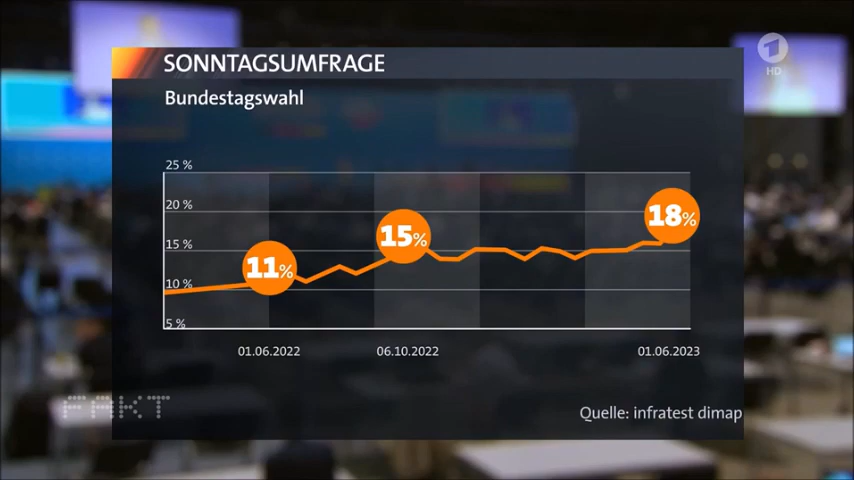 SONNTAGSUMFRAGE
1
HD
Bundestagswahl
25 %
20 %
15 %
10 %
5 %
11%
15%
18%
01.06.2022
06.10.2022
01.06.2023
FAKT
Quelle: infratest dimap